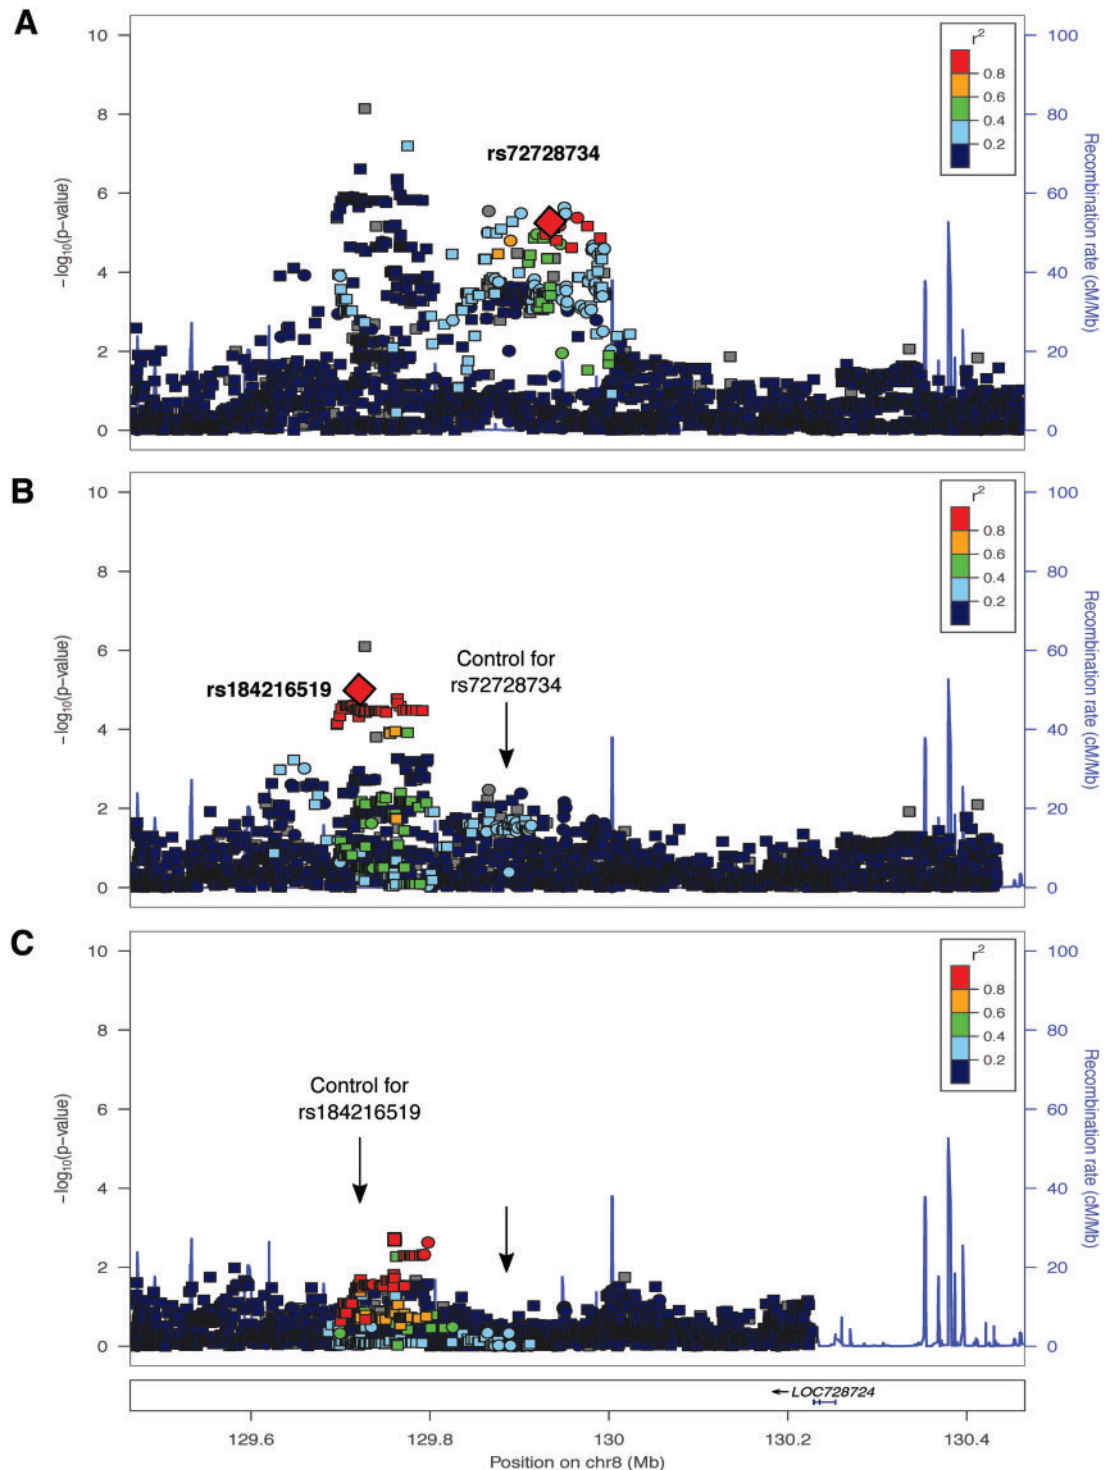 A
10
8
6
4
2
0
−log10(p−value)
rs72728734
r2
0.8
0.6
0.4
0.2
100
80
60
40
20
0
Recombination rate (cM/Mb)
B
10
8
6
4
2
0
−log10(p−value)
rs184216519
Control for
rs72728734
r2
0.8
0.6
0.4
0.2
100
80
60
40
20
0
Recombination rate (cM/Mb)
C
10
8
6
4
2
0
−log10(p−value)
Control for
rs184216519
r2
0.8
0.6
0.4
0.2
100
80
60
40
20
0
Recombination rate (cM/Mb)
LOC728724
129.6 129.8 130 130.2 130.4
Position on chr8 (Mb)